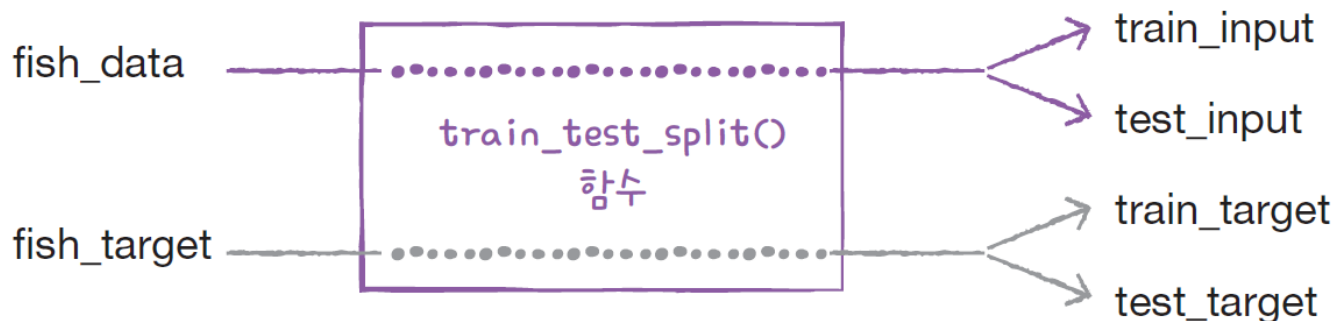 fish_data
train_test_split()
함수
fish_target
train_input
test_input
train_target
test_target